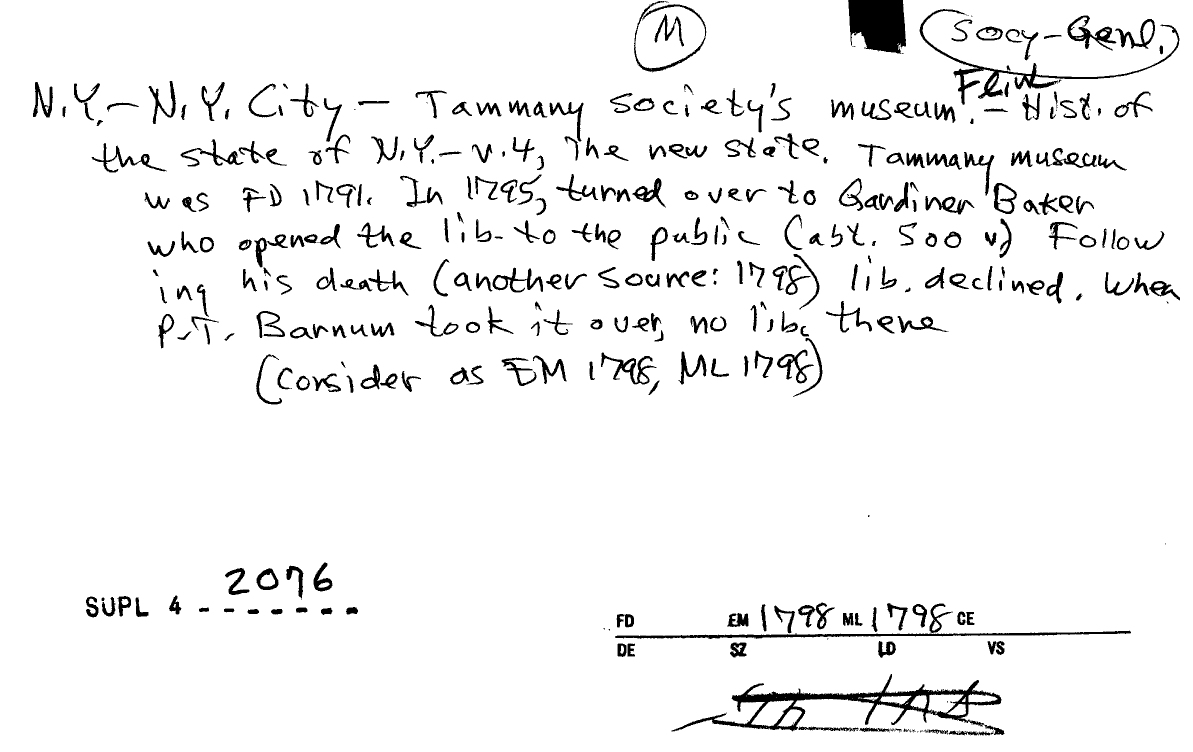 M
Socy-Genl.
Flint
N.Y.- N.Y. City - Tammany society's museum. - Hist. of
the state of N.Y.- v.4, The new state. Tammany museum
was FD 1791. In 1795, turned over to Gardiner Baker
who opened the lib. to the public (abt. 500 v) Follow
ing his death (another source: 1798) lib. declined. When
P.T. Barnum took it over, no lib. there
(Consider as EM 1798, ML 1798)
SUPL 4 - 2076
FD EM 1798 ML 1798 CE
DE SZ LD VS